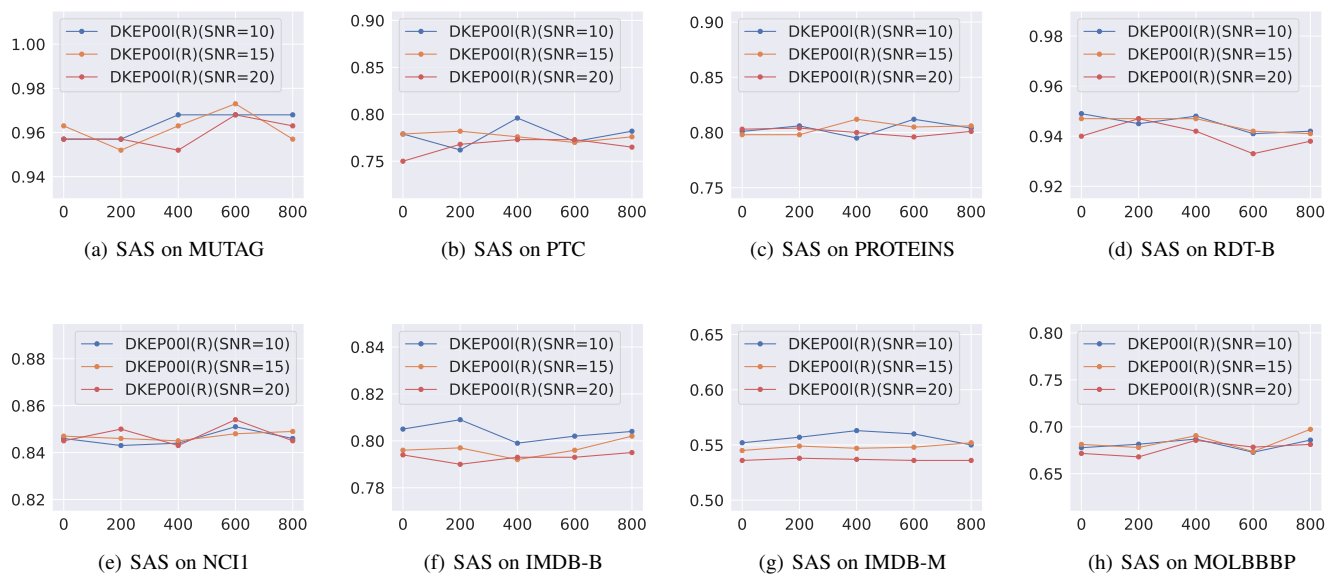 DKEP00l(R)(SNR=10)
DKEP00l(R)(SNR=15)
DKEP00l(R)(SNR=20)
1.00
0.98
0.96
0.94
0 200 400 600 800
(a) SAS on MUTAG
DKEP00l(R)(SNR=10)
DKEP00l(R)(SNR=15)
DKEP00l(R)(SNR=20)
0.90
0.85
0.80
0.75
0 200 400 600 800
(b) SAS on PTC
DKEP00l(R)(SNR=10)
DKEP00l(R)(SNR=15)
DKEP00l(R)(SNR=20)
0.90
0.85
0.80
0.75
0 200 400 600 800
(c) SAS on PROTEINS
DKEP00l(R)(SNR=10)
DKEP00l(R)(SNR=15)
DKEP00l(R)(SNR=20)
0.98
0.96
0.94
0.92
0 200 400 600 800
(d) SAS on RDT-B
DKEP00l(R)(SNR=10)
DKEP00l(R)(SNR=15)
DKEP00l(R)(SNR=20)
0.88
0.86
0.84
0.82
0 200 400 600 800
(e) SAS on NCI1
DKEP00l(R)(SNR=10)
DKEP00l(R)(SNR=15)
DKEP00l(R)(SNR=20)
0.84
0.82
0.80
0.78
0 200 400 600 800
(f) SAS on IMDB-B
DKEP00l(R)(SNR=10)
DKEP00l(R)(SNR=15)
DKEP00l(R)(SNR=20)
0.65
0.60
0.55
0.50
0 200 400 600 800
(g) SAS on IMDB-M
DKEP00l(R)(SNR=10)
DKEP00l(R)(SNR=15)
DKEP00l(R)(SNR=20)
0.80
0.75
0.70
0.65
0 200 400 600 800
(h) SAS on MOLBBBP